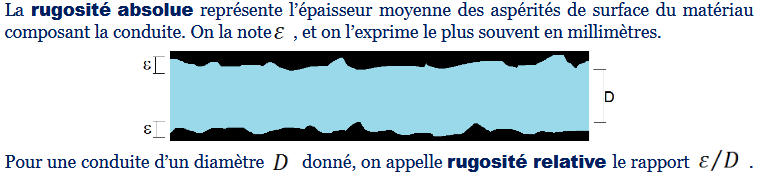 La rugosité absolue représente l’épaisseur moyenne des aspérités de surface du matériau
composant la conduite. On la note ε , et on l’exprime le plus souvent en millimètres.
ε
D
ε
Pour une conduite d’un diamètre D donné, on appelle rugosité relative le rapport ε/D .